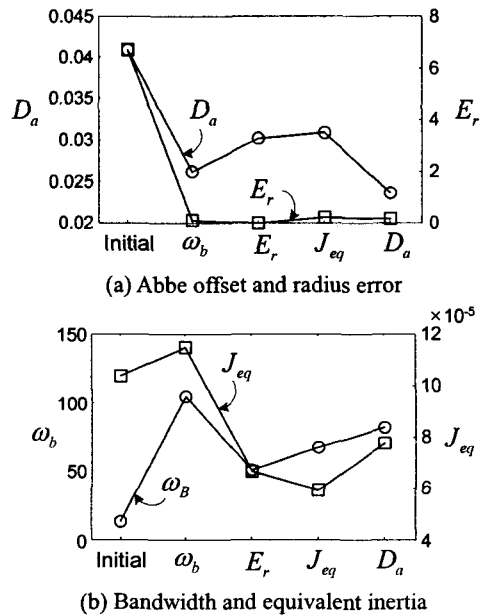 0.045
8
0.04
6
0.035
D_a
D_a
4
E_r
0.03
2
0.025
E_r
0.02
0
Initial
ω_b
E_r
J_eq
D_a
(a) Abbe offset and radius error
×10^-5
150
12
J_eq
100
10
ω_b
8
J_eq
50
ω_B
6
0
4
Initial
ω_b
E_r
J_eq
D_a
(b) Bandwidth and equivalent inertia